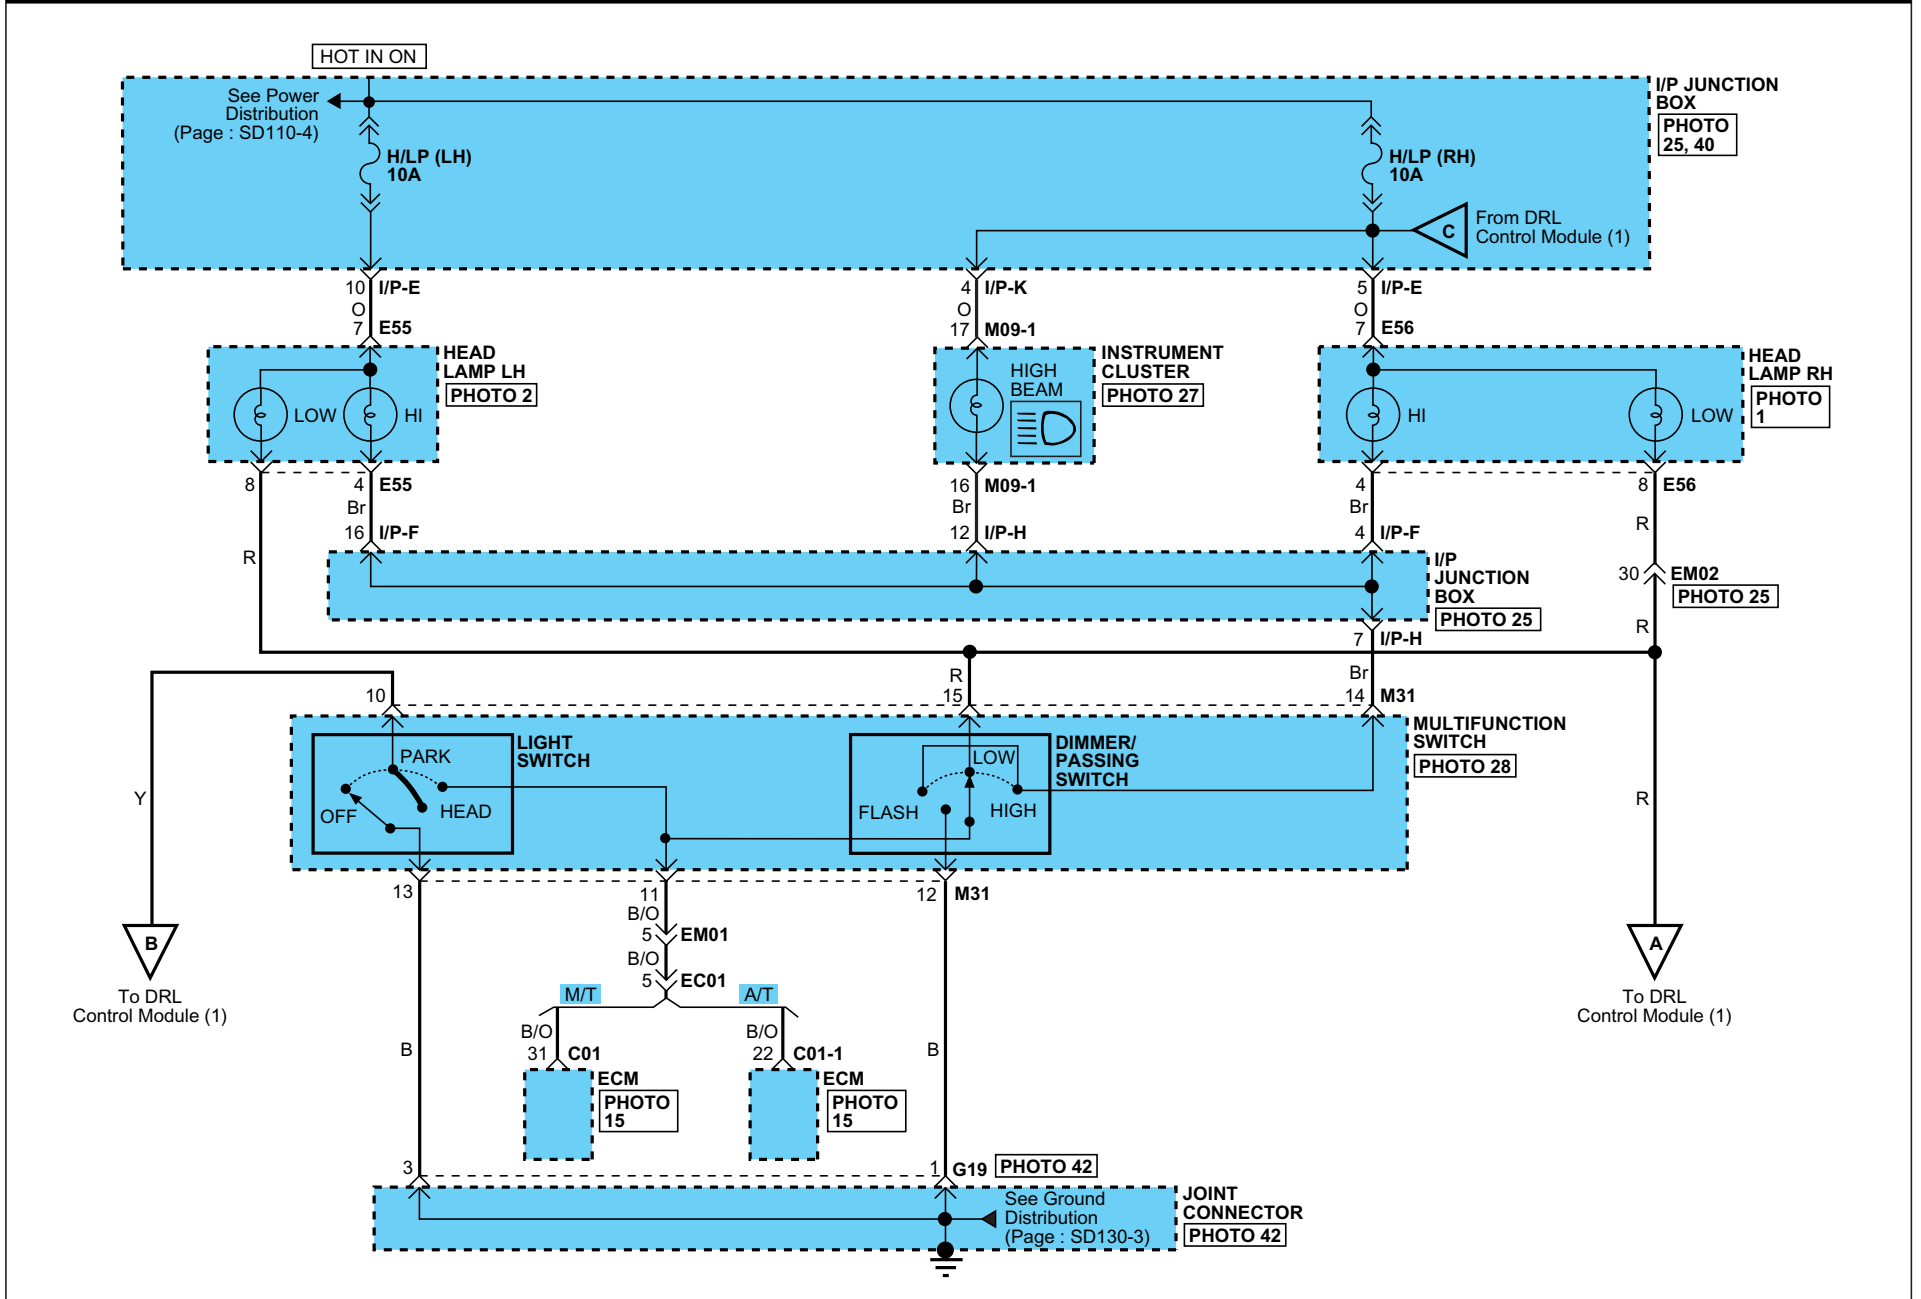 HOT IN ON
See Power
Distribution
(Page : SD110-4)
H/LP (LH)
10A
H/LP (RH)
10A
C
From DRL
Control Module (1)
I/P JUNCTION
BOX
PHOTO
25, 40
10 I/P-E
O
7 E55
4 I/P-K
O
17 M09-1
5 I/P-E
O
7 E56
HEAD
LAMP LH
PHOTO 2
LOW
HI
HIGH
BEAM
INSTRUMENT
CLUSTER
PHOTO 27
HI
LOW
HEAD
LAMP RH
PHOTO
1
8
4 E55
Br
16 I/P-F
R
16 M09-1
Br
12 I/P-H
4
Br
4 I/P-F
8 E56
R
30 EM02
PHOTO 25
R
I/P
JUNCTION
BOX
PHOTO 25
7 I/P-H
Br
14 M31
R
15
10
LIGHT
SWITCH
PARK
OFF
HEAD
DIMMER/
PASSING
SWITCH
LOW
FLASH
HIGH
MULTIFUNCTION
SWITCH
PHOTO 28
Y
R
13
11
12 M31
B/O
5 EM01
B/O
5 EC01
M/T
A/T
B/O
31 C01
B/O
22 C01-1
ECM
PHOTO
15
ECM
PHOTO
15
B
B
B
To DRL
Control Module (1)
A
To DRL
Control Module (1)
3
1 G19
PHOTO 42
See Ground
Distribution
(Page : SD130-3)
JOINT
CONNECTOR
PHOTO 42